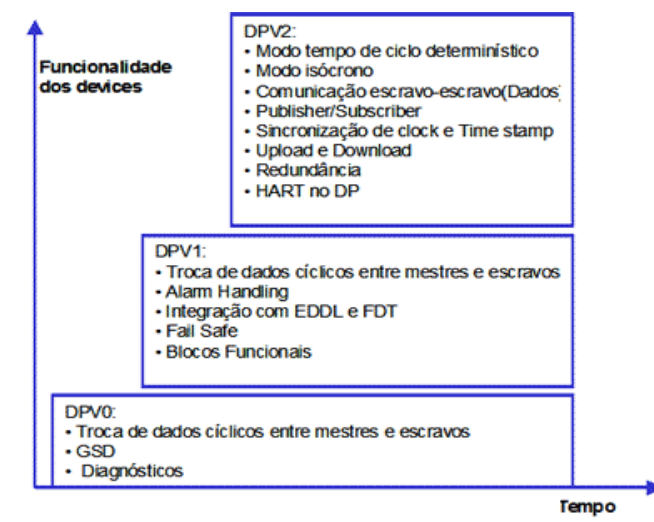 Funcionalidade
dos devices
DPV2:
• Modo tempo de ciclo determinístico
• Modo isócrono
• Comunicação escravo-escravo(Dados)
• Publisher/Subscriber
• Sincronização de clock e Time stamp
• Upload e Download
• Redundância
• HART no DP
DPV1:
• Troca de dados cíclicos entre mestres e escravos
• Alarm Handling
• Integração com EDDL e FDT
• Fail Safe
• Blocos Funcionais
DPV0:
• Troca de dados cíclicos entre mestres e escravos
• GSD
• Diagnósticos
Tempo